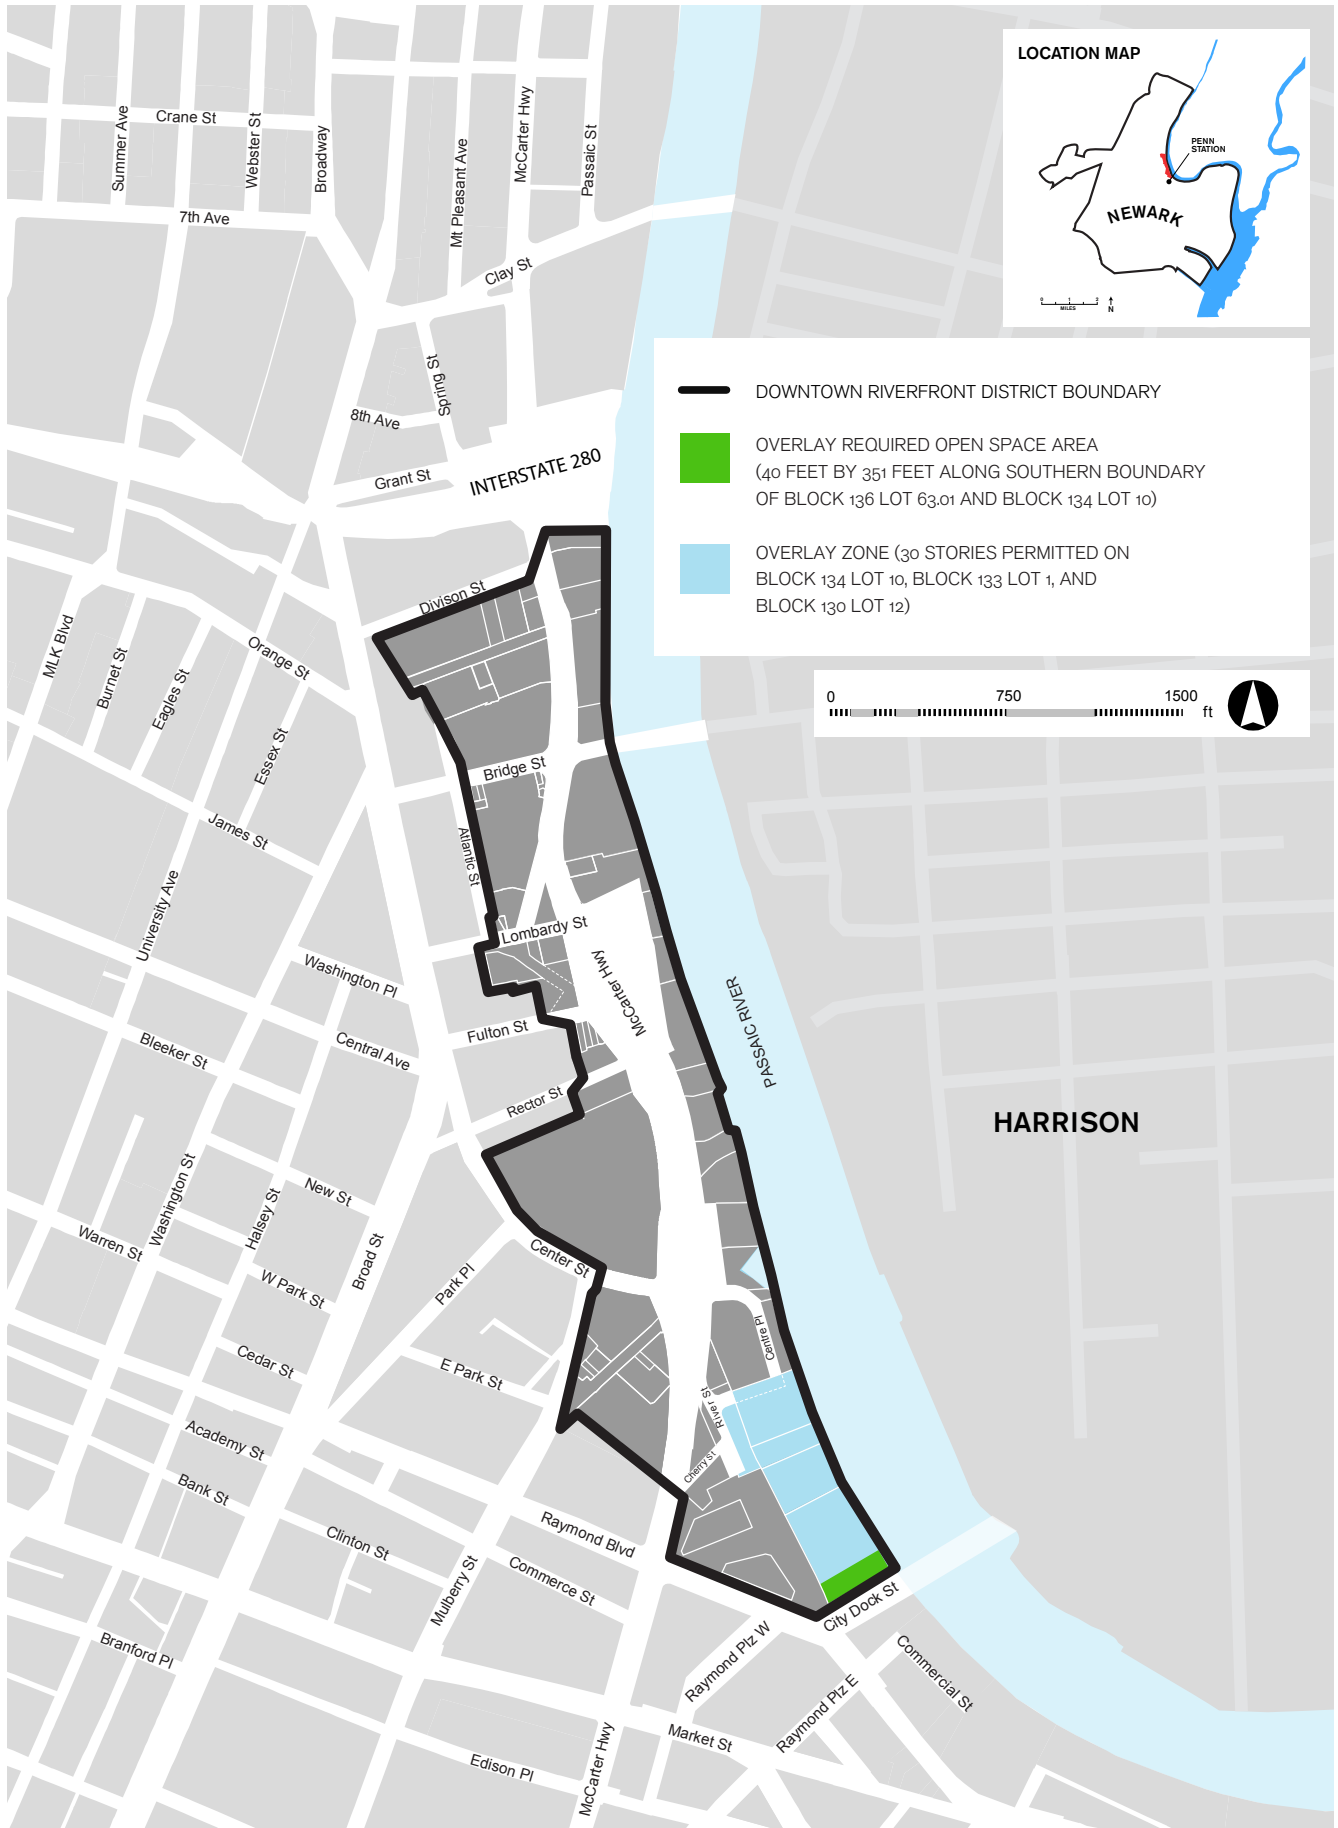 LOCATION MAP
PENN
STATION
NEWARK
0 1 2
MILES
N
DOWNTOWN RIVERFRONT DISTRICT BOUNDARY
OVERLAY REQUIRED OPEN SPACE AREA
(40 FEET BY 351 FEET ALONG SOUTHERN BOUNDARY
OF BLOCK 136 LOT 63.01 AND BLOCK 134 LOT 10)
OVERLAY ZONE (30 STORIES PERMITTED ON
BLOCK 134 LOT 10, BLOCK 133 LOT 1, AND
BLOCK 130 LOT 12)
0 750 1500
ft
Crane St
Summer Ave
Webster St
Broadway
Mt Pleasant Ave
McCarter Hwy
Passaic St
7th Ave
Clay St
Spring St
8th Ave
Grant St
INTERSTATE 280
Divison St
MLK Blvd
Burnet St
Eagles St
Orange St
Essex St
Bridge St
James St
Atlantic St
University Ave
Lombardy St
Washington Pl
McCarter Hwy
PASSAIC RIVER
Fulton St
Central Ave
Bleeker St
Rector St
HARRISON
New St
Washington St
Halsey St
Warren St
Broad St
Center St
W Park St
Park Pl
Centre Pl
Cedar St
E Park St
River St
Academy St
Cherry St
Bank St
Raymond Blvd
Clinton St
Commerce St
Mulberry St
City Dock St
Branford Pl
Raymond Plz W
Commercial St
Raymond Plz E
Market St
Edison Pl
McCarter Hwy